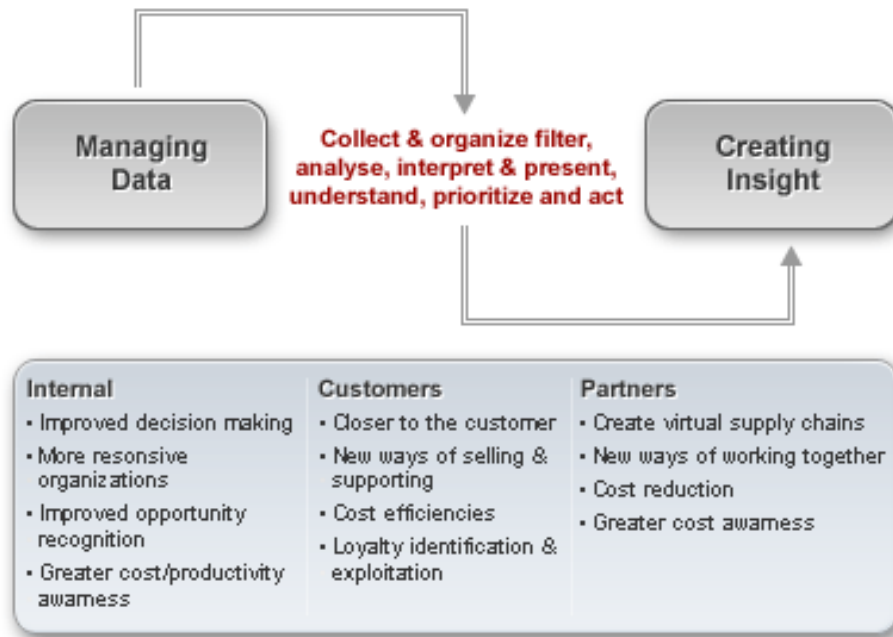 Managing
Data
Collect & organize filter,
analyse, interpret & present,
understand, prioritize and act
Creating
Insight
Internal
• Improved decision making
• More resonsive
organizations
• Improved opportunity
recognition
• Greater cost/productivity
awarness
Customers
• Closer to the customer
• New ways of selling &
supporting
• Cost efficiencies
• Loyalty identification &
exploitation
Partners
• Create virtual supply chains
• New ways of working together
• Cost reduction
• Greater cost awarness